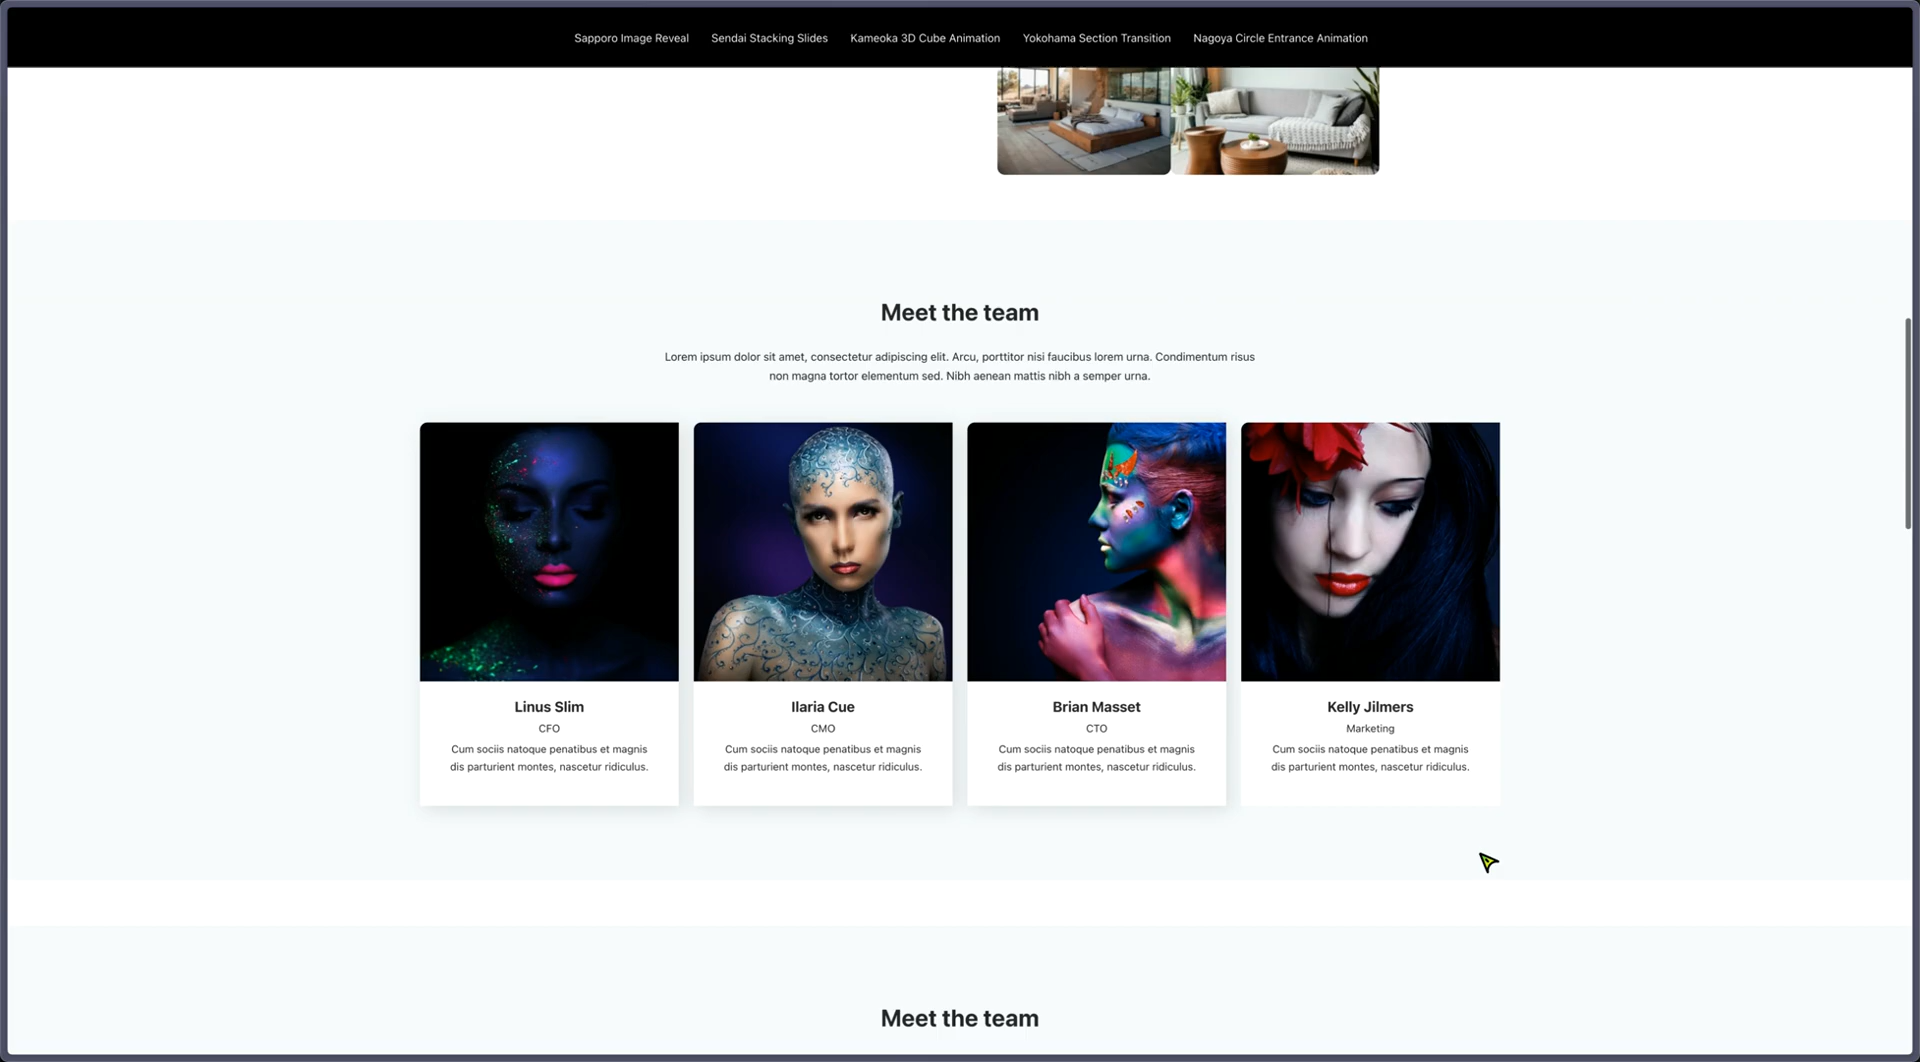 Sapporo Image Reveal Sendai Stacking Slides Kameoka 3D Cube Animation Yokohama Section Transition Nagoya Circle Entrance Animation
Meet the team
Lorem ipsum dolor sit amet, consectetur adipiscing elit. Arcu, porttitor nisi faucibus lorem urna. Condimentum risus
non magna tortor elementum sed. Nibh aenean mattis nibh a semper urna.
Linus Slim
CFO
Cum sociis natoque penatibus et magnis
dis parturient montes, nascetur ridiculus.
Ilaria Cue
CMO
Cum sociis natoque penatibus et magnis
dis parturient montes, nascetur ridiculus.
Brian Masset
CTO
Cum sociis natoque penatibus et magnis
dis parturient montes, nascetur ridiculus.
Kelly Jilmers
Marketing
Cum sociis natoque penatibus et magnis
dis parturient montes, nascetur ridiculus.
Meet the team